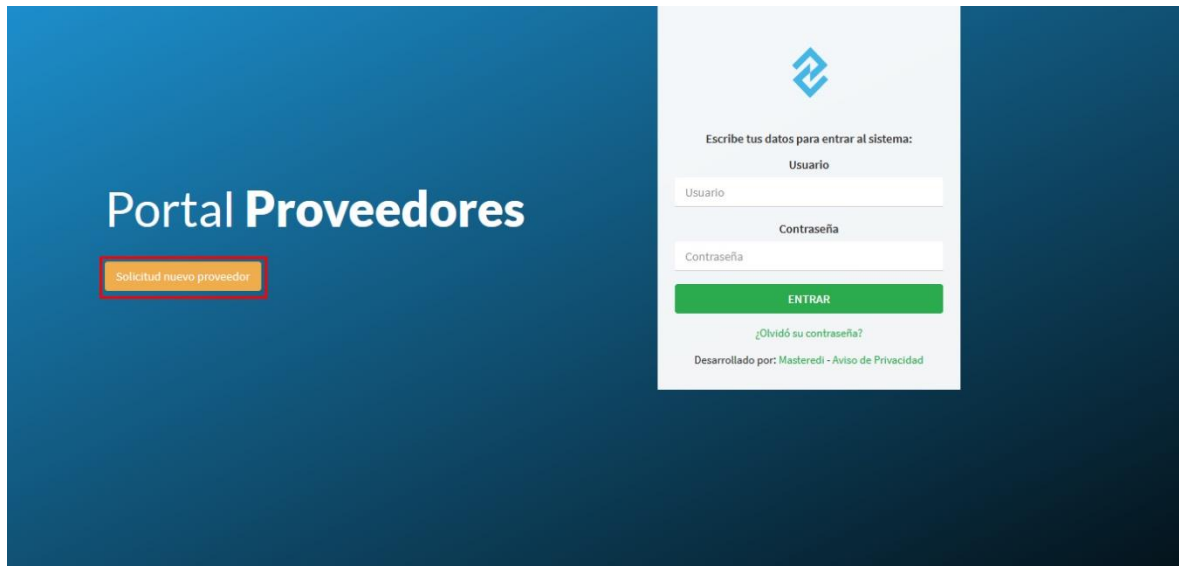 Portal Proveedores
Solicitud nuevo proveedor
Escribe tus datos para entrar al sistema:
Usuario
Usuario
Contraseña
Contraseña
ENTRAR
¿Olvidó su contraseña?
Desarrollado por: Masteredi - Aviso de Privacidad